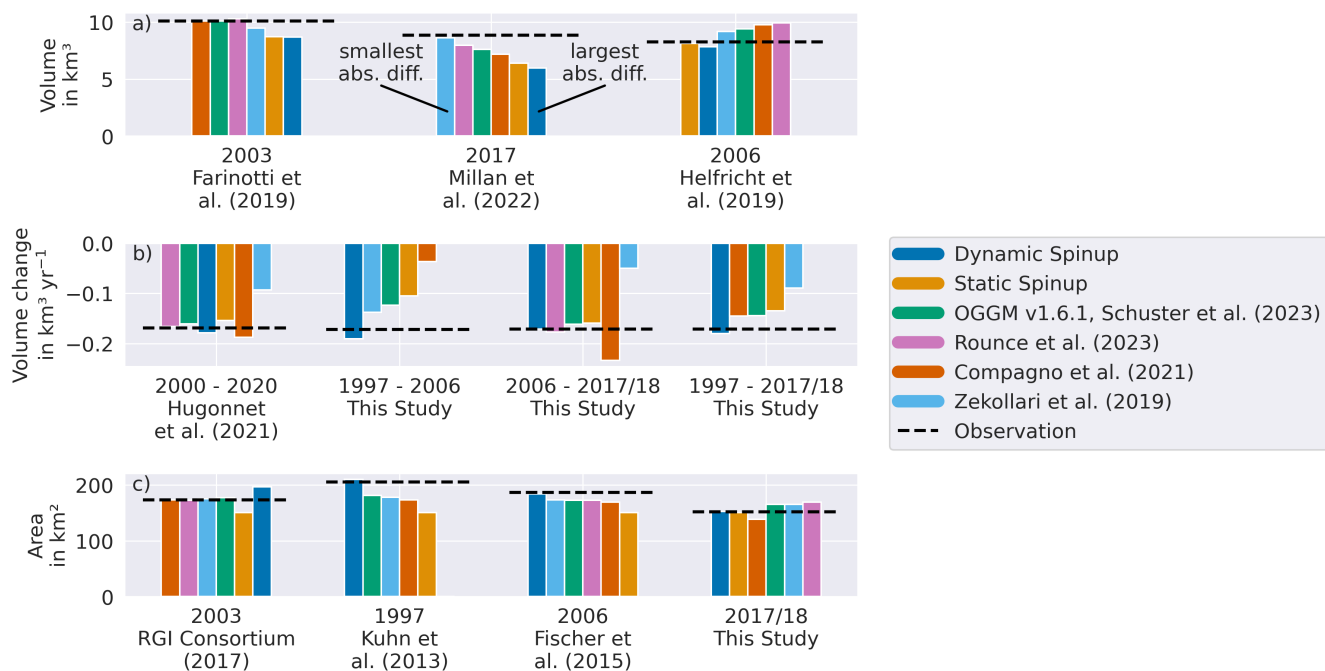 a)
Volume
in km³
10
5
0
smallest
abs. diff.
largest
abs. diff.
2003
Farinotti et
al. (2019)
2017
Millan et
al. (2022)
2006
Helfricht et
al. (2019)
b)
Volume change
in km³ yr⁻¹
0.0
−0.1
−0.2
2000 - 2020
Hugonnet
et al. (2021)
1997 - 2006
This Study
2006 - 2017/18
This Study
1997 - 2017/18
This Study
Dynamic Spinup
Static Spinup
OGGM v1.6.1, Schuster et al. (2023)
Rounce et al. (2023)
Compagno et al. (2021)
Zekollari et al. (2019)
Observation
c)
Area
in km²
200
100
0
2003
RGI Consortium
(2017)
1997
Kuhn et
al. (2013)
2006
Fischer et
al. (2015)
2017/18
This Study